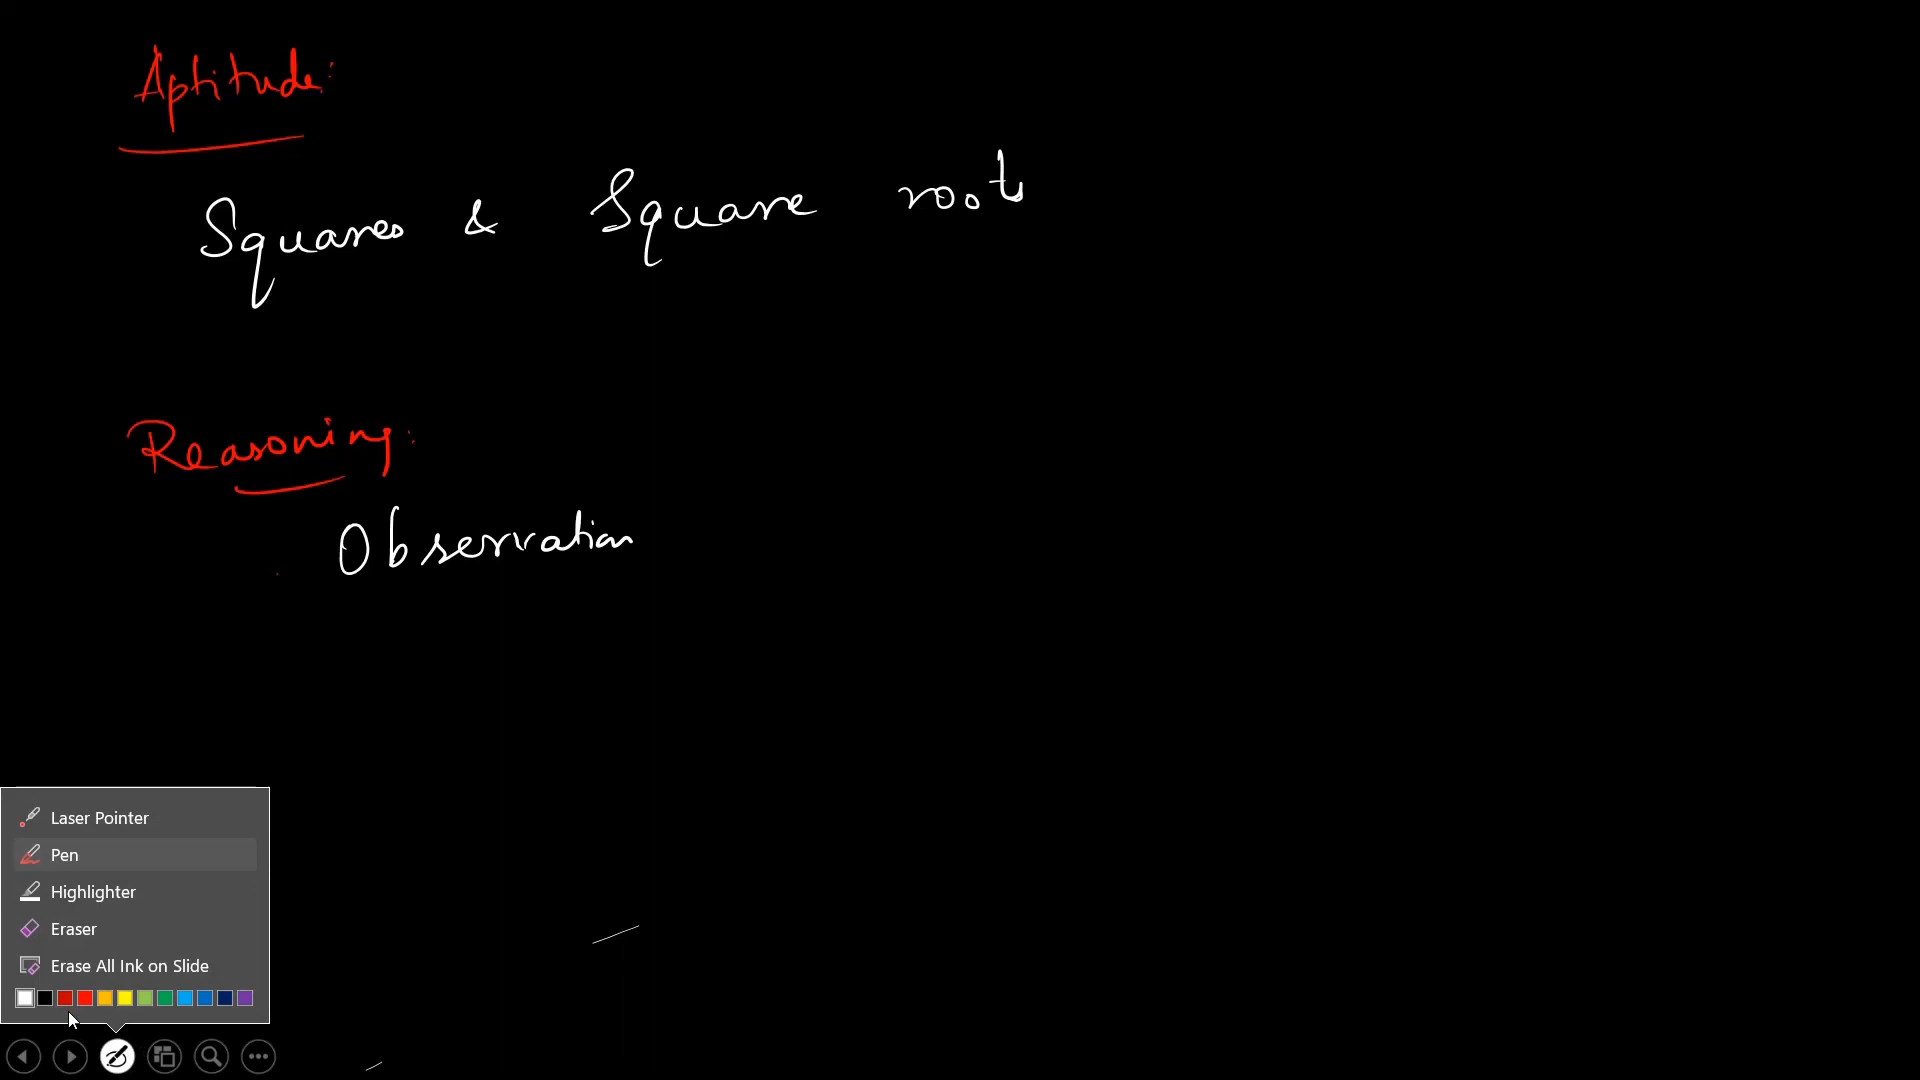 Aptitude:
Squares & Square roots
Reasoning:
Observation
Laser Pointer
Pen
Highlighter
Eraser
Erase All Ink on Slide